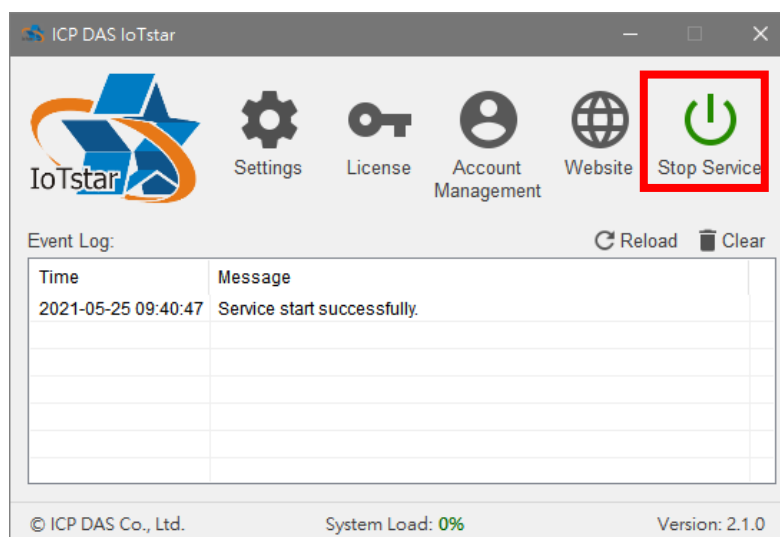 ICP DAS IoTstar
IoTstar
Settings
License
Account
Management
Website
Stop Service
Event Log:
Reload
Clear
Time Message
2021-05-25 09:40:47 Service start successfully.
© ICP DAS Co., Ltd. System Load: 0% Version: 2.1.0